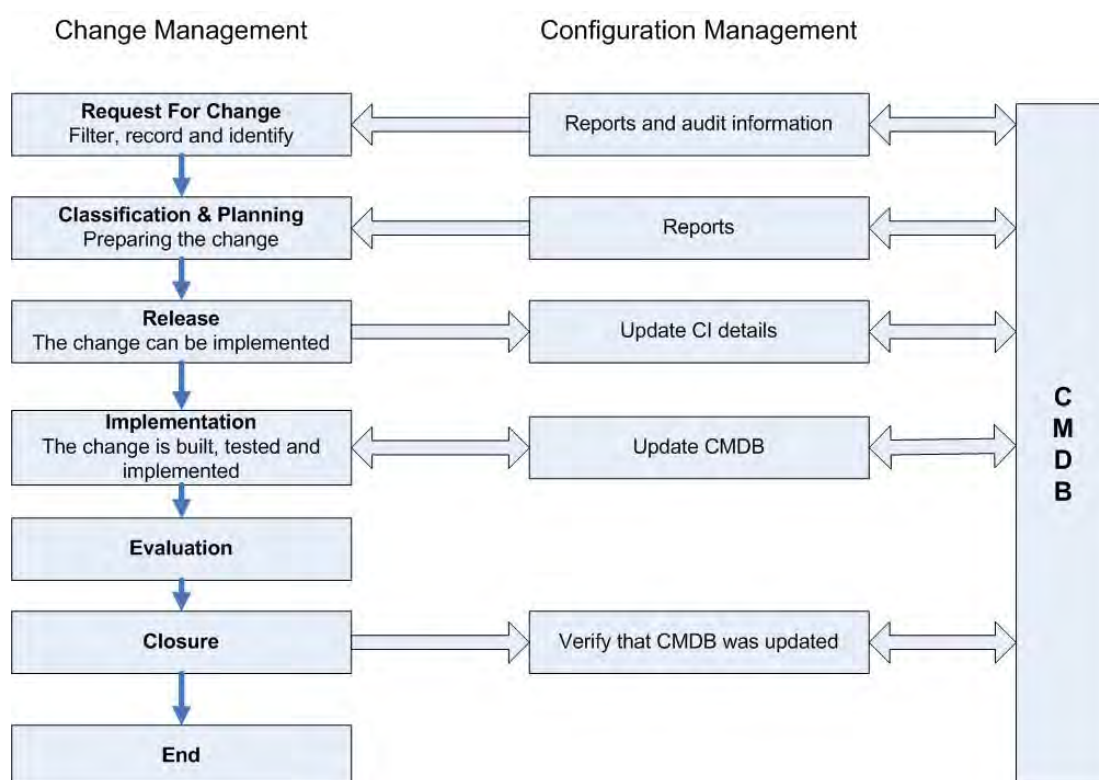 Change Management
Configuration Management
Request For Change
Filter, record and identify
Reports and audit information
Classification & Planning
Preparing the change
Reports
Release
The change can be implemented
Update CI details
Implementation
The change is built, tested and
implemented
Update CMDB
Evaluation
Closure
Verify that CMDB was updated
End
C
M
D
B